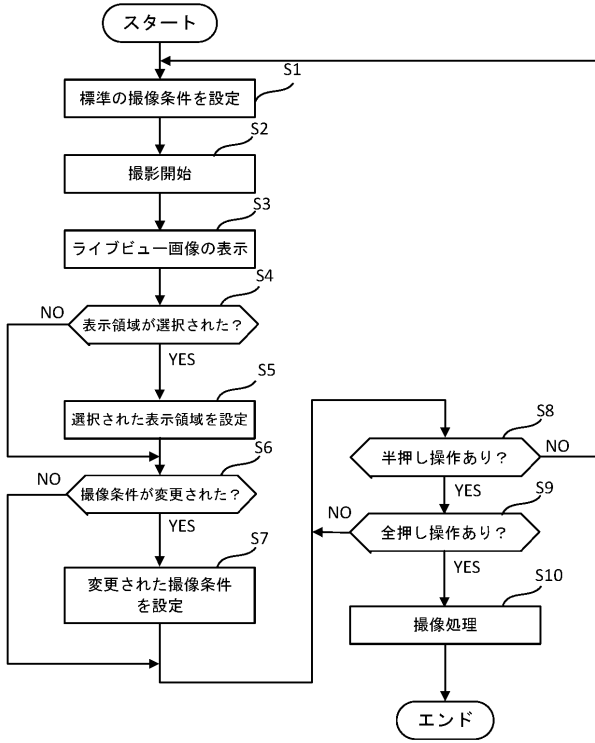 スタート
S1
標準の撮像条件を設定
S2
撮影開始
S3
ライブビュー画像の表示
S4
NO
表示領域が選択された？
YES
S5
選択された表示領域を設定
S6
NO
撮像条件が変更された？
YES
S7
変更された撮像条件
を設定
S8
半押し操作あり？
NO
YES
S9
NO
全押し操作あり？
YES
S10
撮像処理
エンド